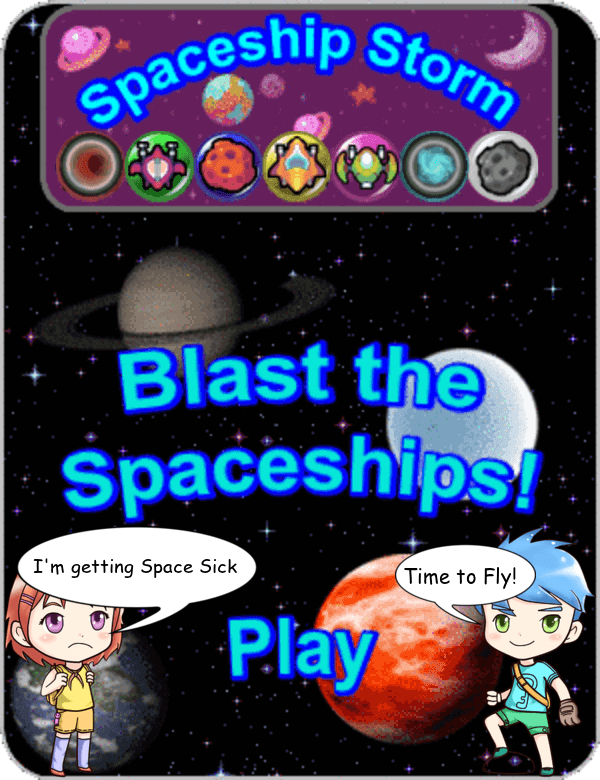 Spaceship Storm
Blast the
Spaceships!
I'm getting Space Sick
Time to Fly!
Play